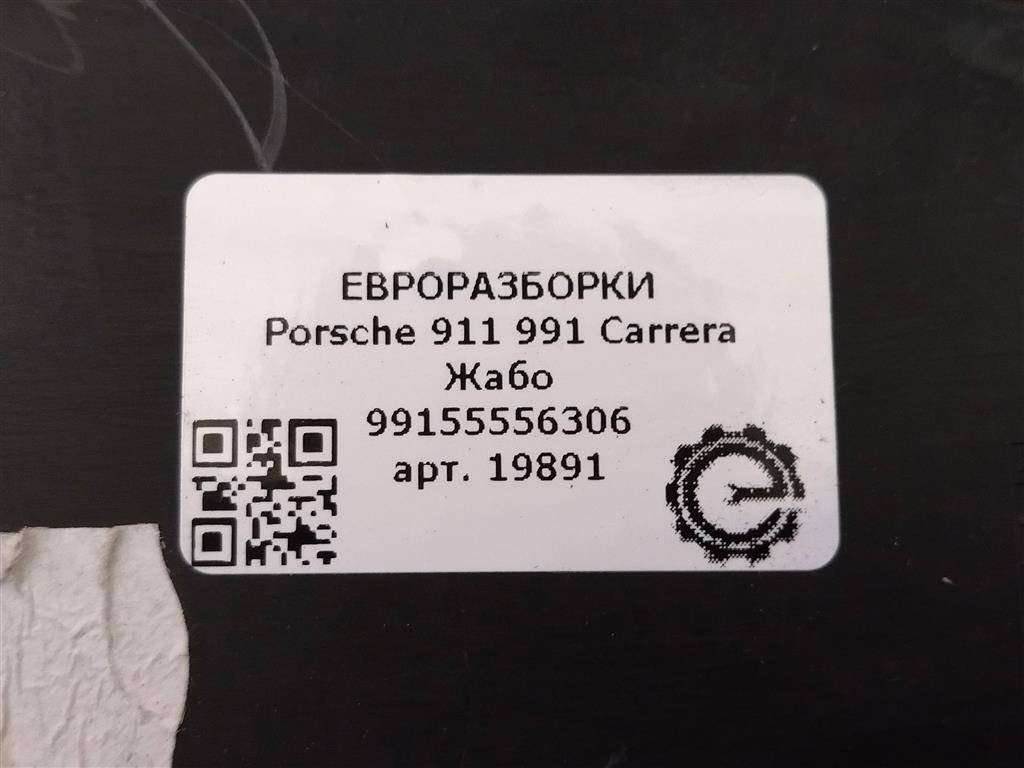 ЕВРОРАЗБОРКИ
Porsche 911 991 Carrera
Жабо
99155556306
арт. 19891